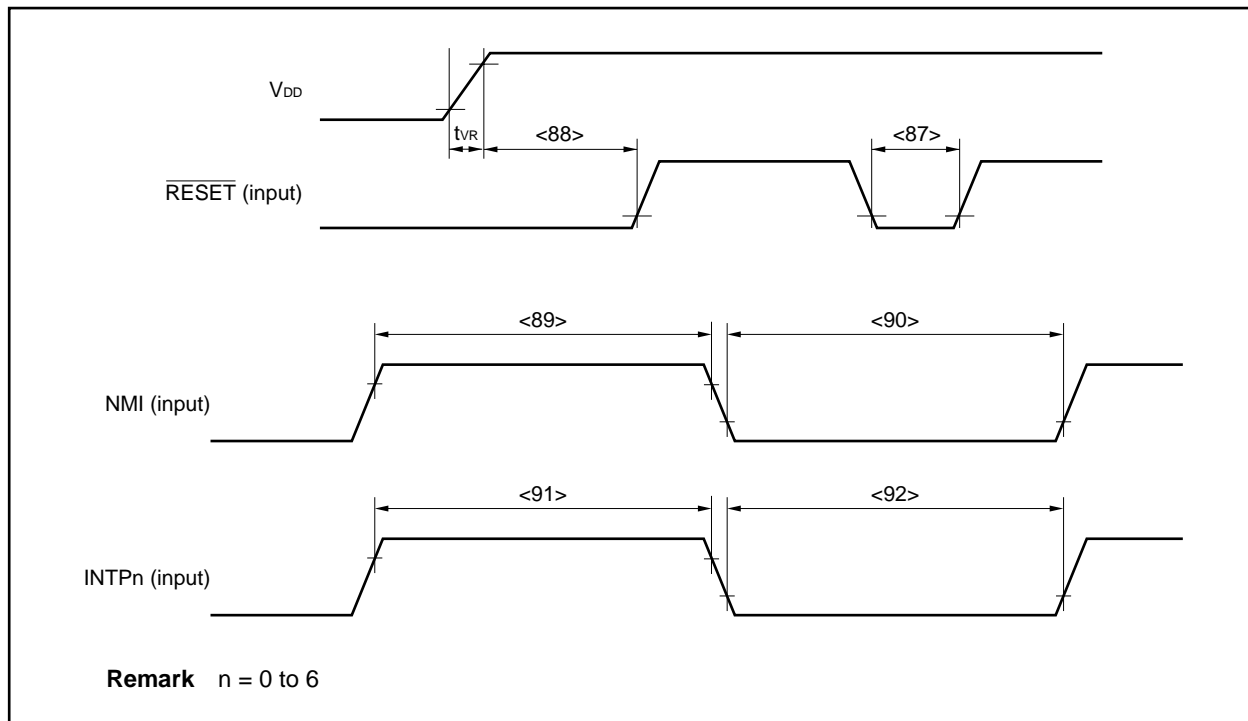 VDD
tVR
<88>
<87>
RESET (input)
<89>
<90>
NMI (input)
<91>
<92>
INTPn (input)
Remark n = 0 to 6